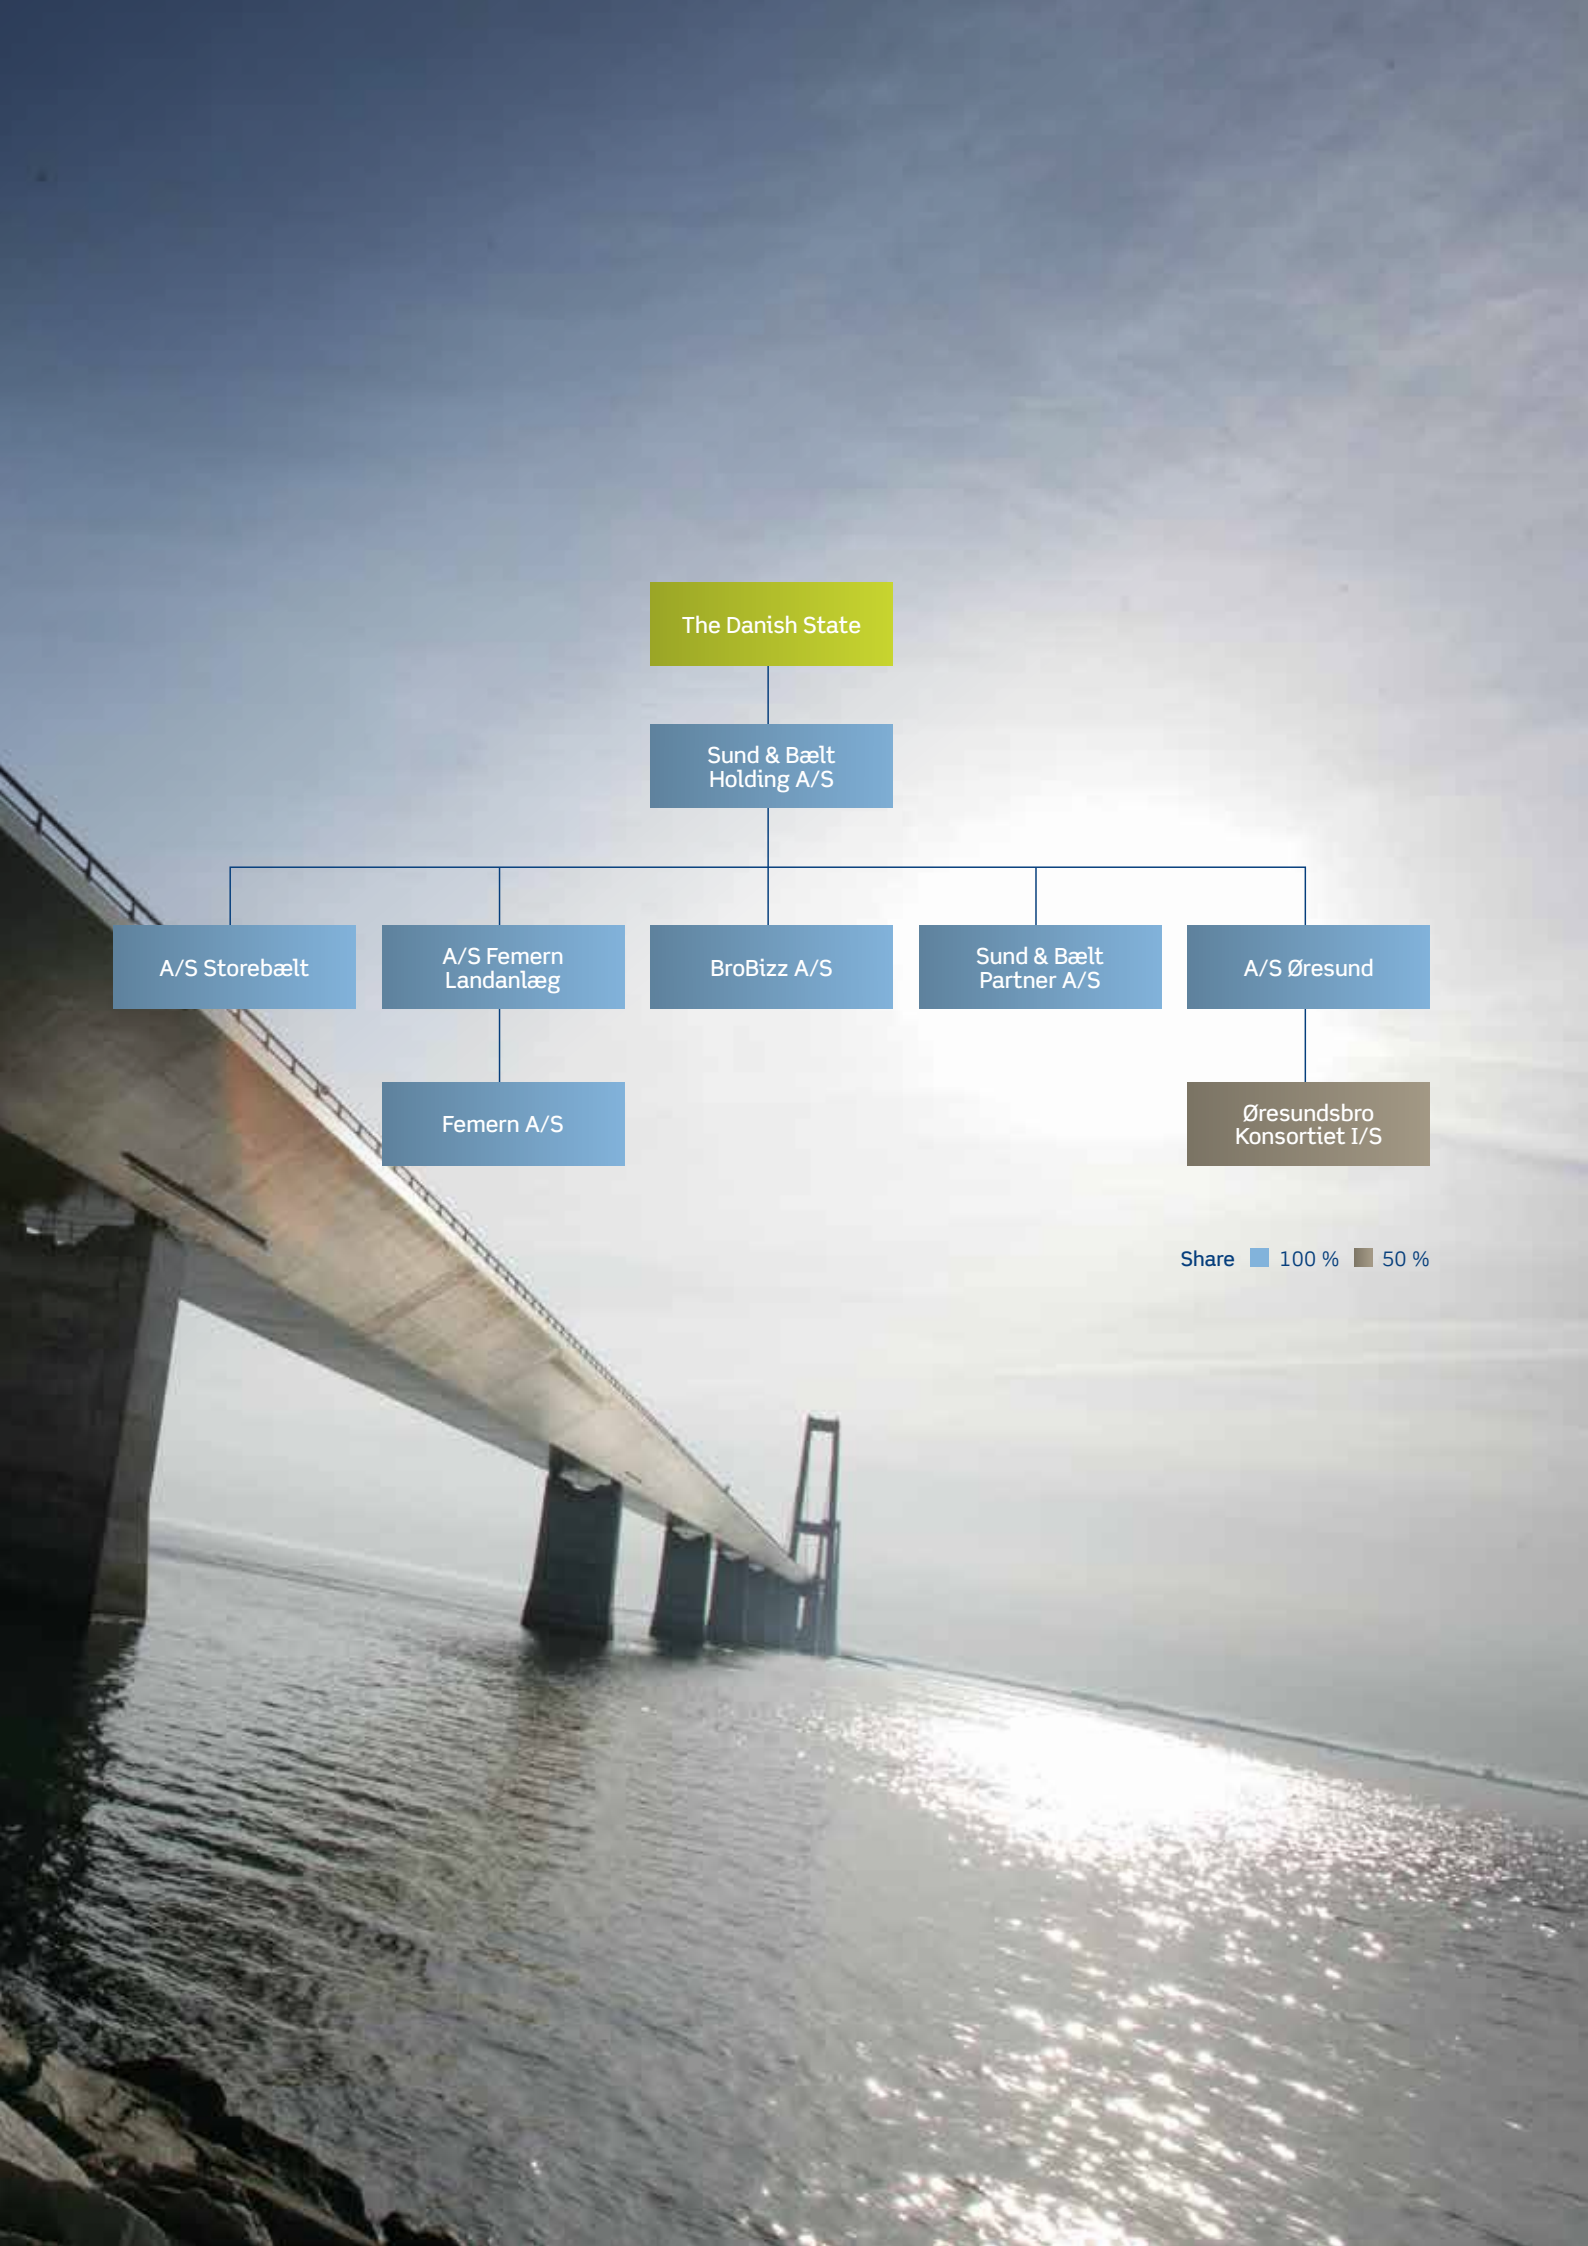 The Danish State
Sund & Bælt
Holding A/S
A/S Storebælt
A/S Femern
Landanlæg
BroBizz A/S
Sund & Bælt
Partner A/S
A/S Øresund
Femern A/S
Øresundsbro
Konsortiet I/S
Share 100 % 50 %